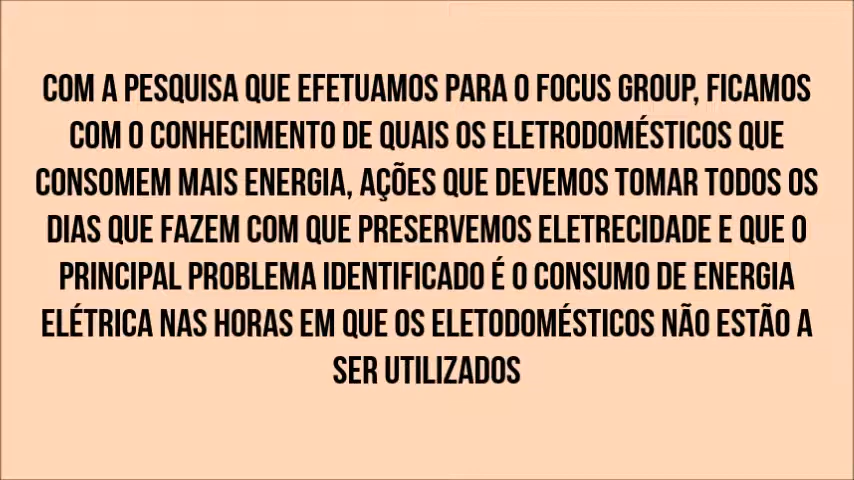 COM A PESQUISA QUE EFETUAMOS PARA O FOCUS GROUP, FICAMOS
COM O CONHECIMENTO DE QUAIS OS ELETRODOMÉSTICOS QUE
CONSOMEM MAIS ENERGIA, AÇÕES QUE DEVEMOS TOMAR TODOS OS
DIAS QUE FAZEM COM QUE PRESERVEMOS ELETRECIDADE E QUE O
PRINCIPAL PROBLEMA IDENTIFICADO É O CONSUMO DE ENERGIA
ELÉTRICA NAS HORAS EM QUE OS ELETODOMÉSTICOS NÃO ESTÃO A
SER UTILIZADOS